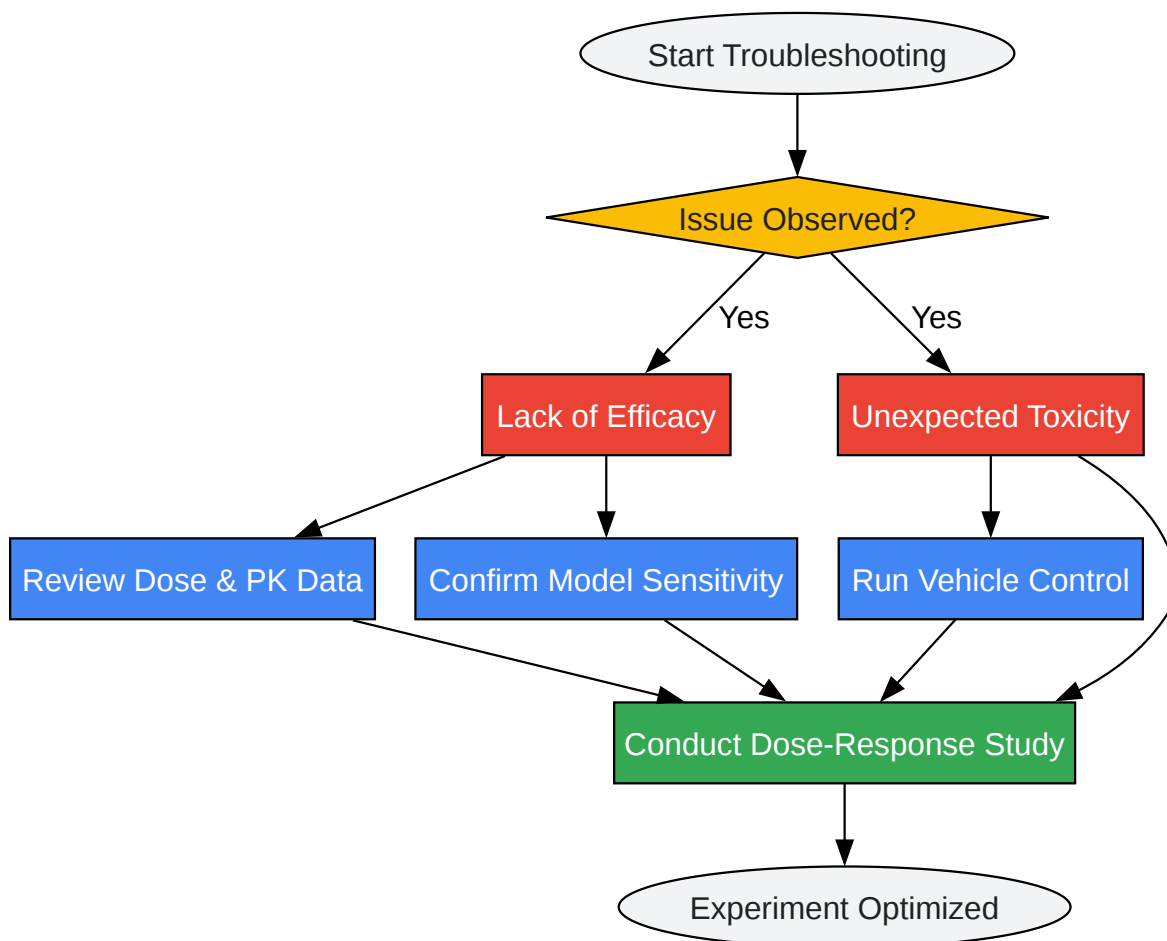 Start Troubleshooting
Issue Observed?
Yes
Yes
Lack of Efficacy
Unexpected Toxicity
Review Dose & PK Data
Confirm Model Sensitivity
Run Vehicle Control
Conduct Dose-Response Study
Experiment Optimized